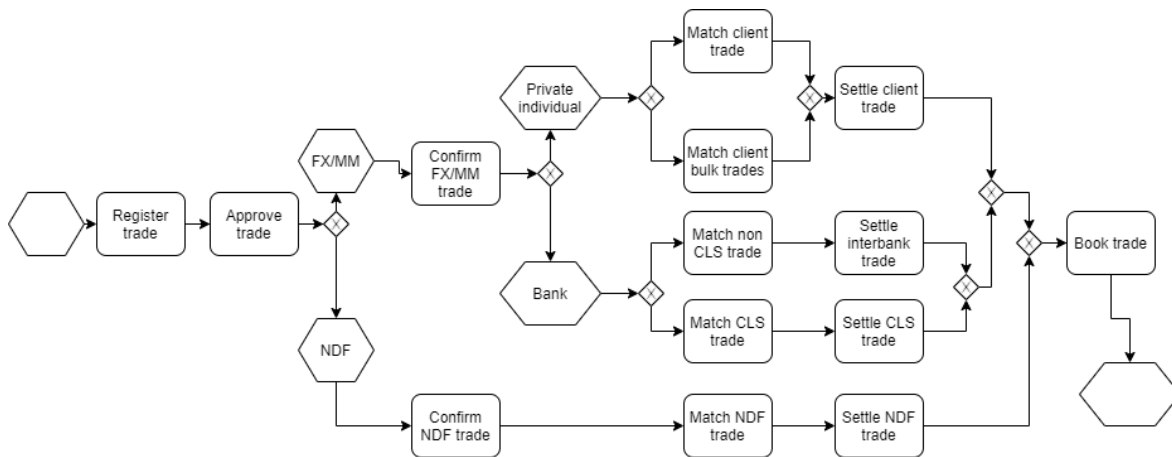 Match client
trade
Private
individual
Settle client
trade
FX/MM
Confirm
FX/MM
trade
Match client
bulk trades
Register
trade
Approve
trade
Match non
CLS trade
Settle
interbank
trade
Book trade
Bank
Match CLS
trade
Settle CLS
trade
NDF
Confirm
NDF trade
Match NDF
trade
Settle NDF
trade